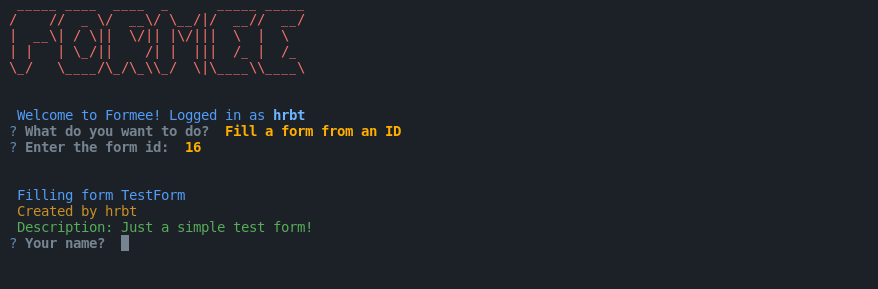 FORMEE
Welcome to Formee! Logged in as hrbt
? What do you want to do? Fill a form from an ID
? Enter the form id: 16
Filling form TestForm
Created by hrbt
Description: Just a simple test form!
? Your name?